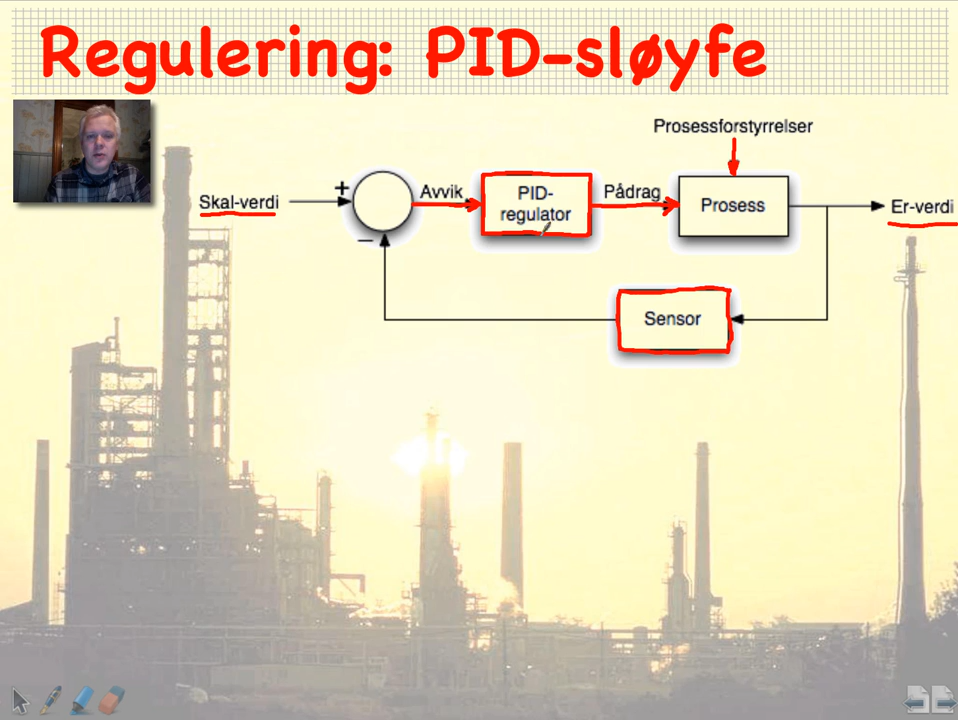 Regulering: PID-sløyfe
Prosessforstyrrelser
Skal-verdi
+
−
Avvik
PID-
regulator
Pådrag
Prosess
Er-verdi
Sensor